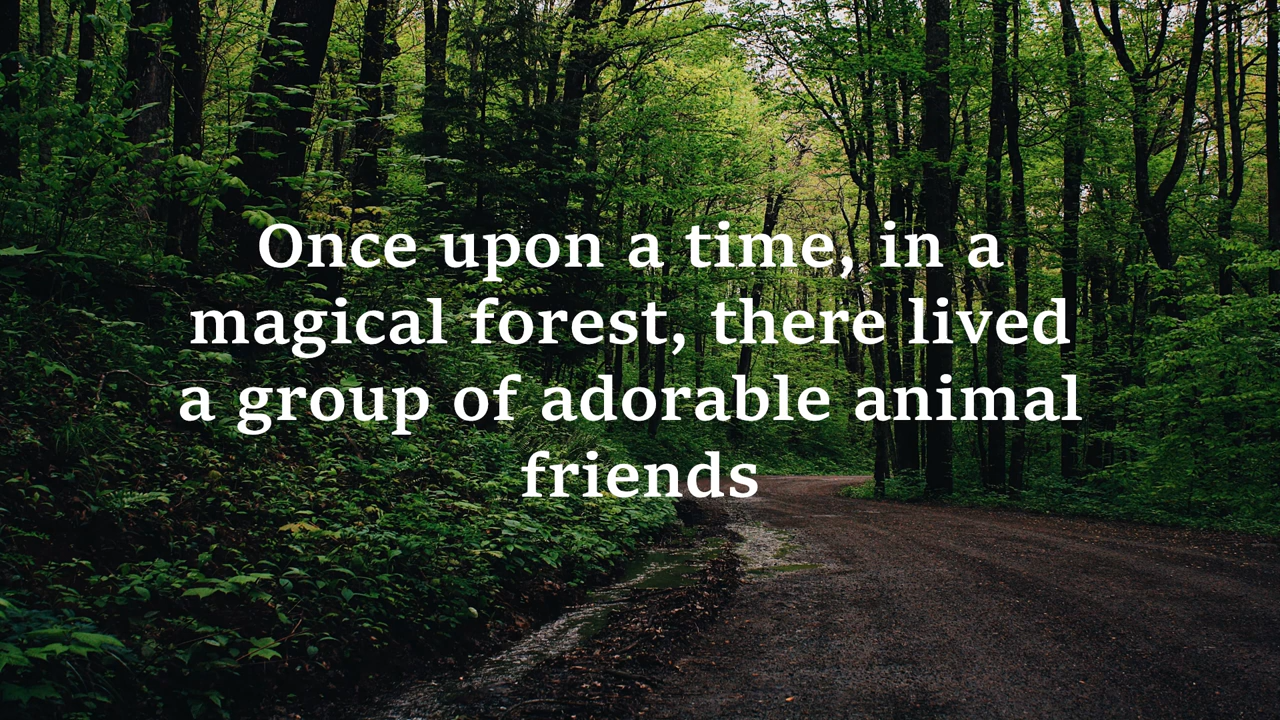 Once upon a time, in a
magical forest, there lived
a group of adorable animal
friends